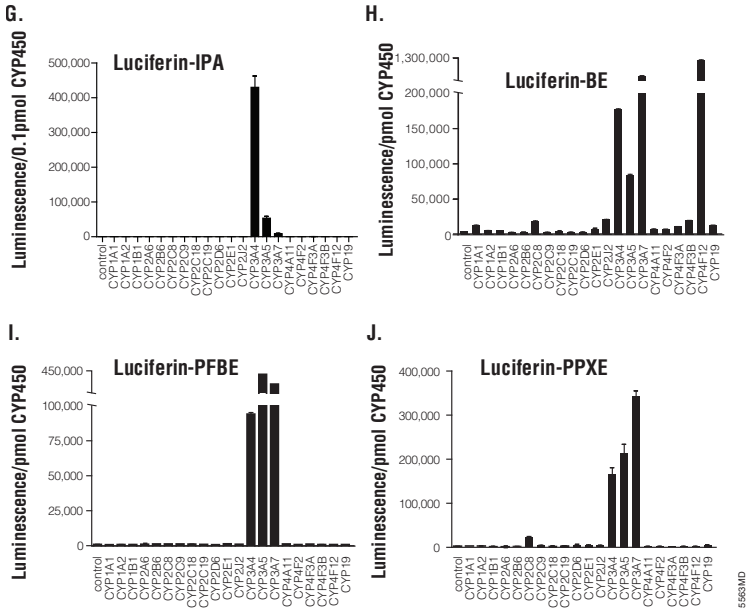 G.
Luciferin-IPA
Luminescence/0.1pmol CYP450
500,000
400,000
300,000
200,000
100,000
0
control
CYP1A1
CYP1A2
CYP1B1
CYP2A6
CYP2B6
CYP2C8
CYP2C9
CYP2C18
CYP2C19
CYP2D6
CYP2E1
CYP2J2
CYP3A4
CYP3A5
CYP3A7
CYP4A11
CYP4F2
CYP4F3A
CYP4F3B
CYP4F12
CYP19
H.
Luciferin-BE
Luminescence/pmol CYP450
1,300,000
200,000
150,000
100,000
50,000
0
control
CYP1A1
CYP1A2
CYP1B1
CYP2A6
CYP2B6
CYP2C8
CYP2C9
CYP2C18
CYP2C19
CYP2D6
CYP2E1
CYP2J2
CYP3A4
CYP3A5
CYP3A7
CYP4A11
CYP4F2
CYP4F3A
CYP4F3B
CYP4F12
CYP19
I.
Luciferin-PFBE
Luminescence/pmol CYP450
450,000
100,000
75,000
50,000
25,000
0
control
CYP1A1
CYP1A2
CYP1B1
CYP2A6
CYP2B6
CYP2C8
CYP2C9
CYP2C18
CYP2C19
CYP2D6
CYP2E1
CYP2J2
CYP3A4
CYP3A5
CYP3A7
CYP4A11
CYP4F2
CYP4F3A
CYP4F3B
CYP4F12
CYP19
J.
Luciferin-PPXE
Luminescence/pmol CYP450
400,000
300,000
200,000
100,000
0
control
CYP1A1
CYP1A2
CYP1B1
CYP2A6
CYP2B6
CYP2C8
CYP2C9
CYP2C18
CYP2C19
CYP2D6
CYP2E1
CYP2J2
CYP3A4
CYP3A5
CYP3A7
CYP4A11
CYP4F2
CYP4F3A
CYP4F3B
CYP4F12
CYP19
5563MD